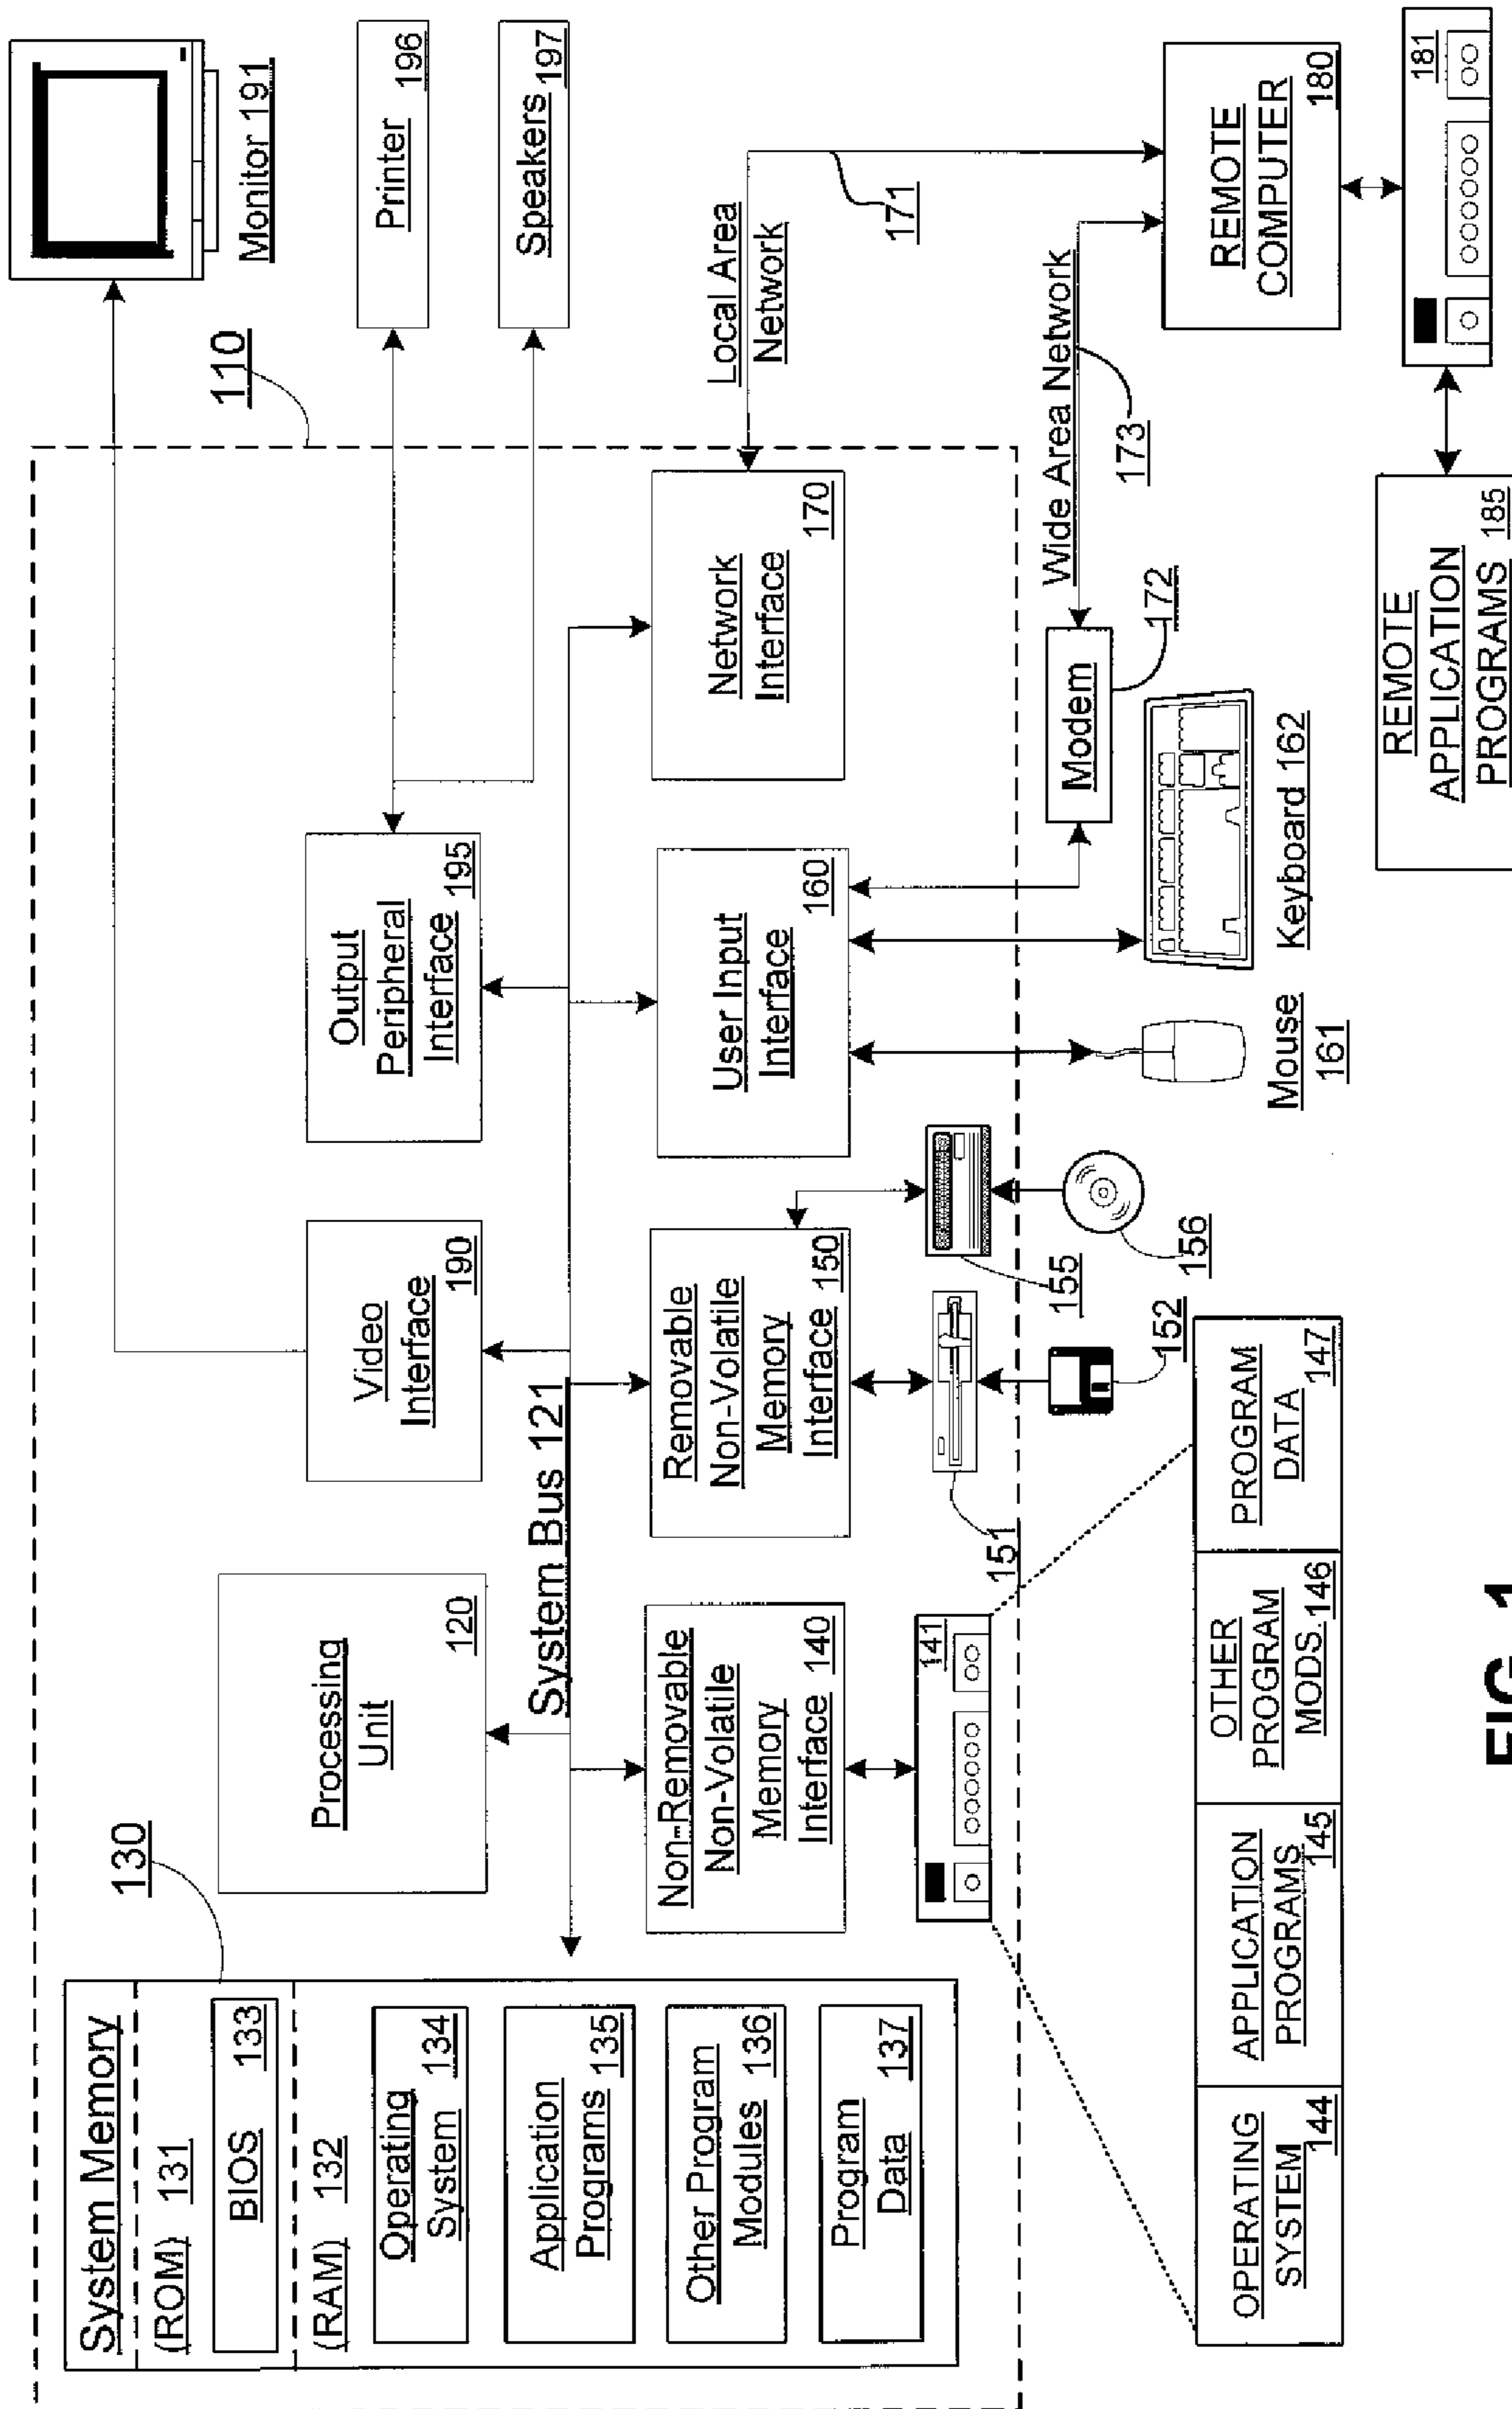 System Memory
(ROM) 131
BIOS 133
(RAM) 132
Operating
System 134
Application
Programs 135
Other Program
Modules 136
Program
Data 137
130
Processing
Unit
120
Video
Interface
190
Output
Peripheral
Interface 195
110
Monitor 191
Printer
196
Speakers
197
System Bus 121
Non-Removable
Non-Volatile
Memory
Interface 140
Removable
Non-Volatile
Memory
Interface 150
User Input
Interface
160
Network
Interface
170
Local Area
Network
171
141
151
155
152
156
Mouse
161
Keyboard 162
Modem
172
Wide Area Network
173
REMOTE
COMPUTER
180
181
REMOTE
APPLICATION
PROGRAMS 185
OPERATING
SYSTEM
144
APPLICATION
PROGRAMS
145
OTHER
PROGRAM
MODS. 146
PROGRAM
DATA
147
FIG. 1